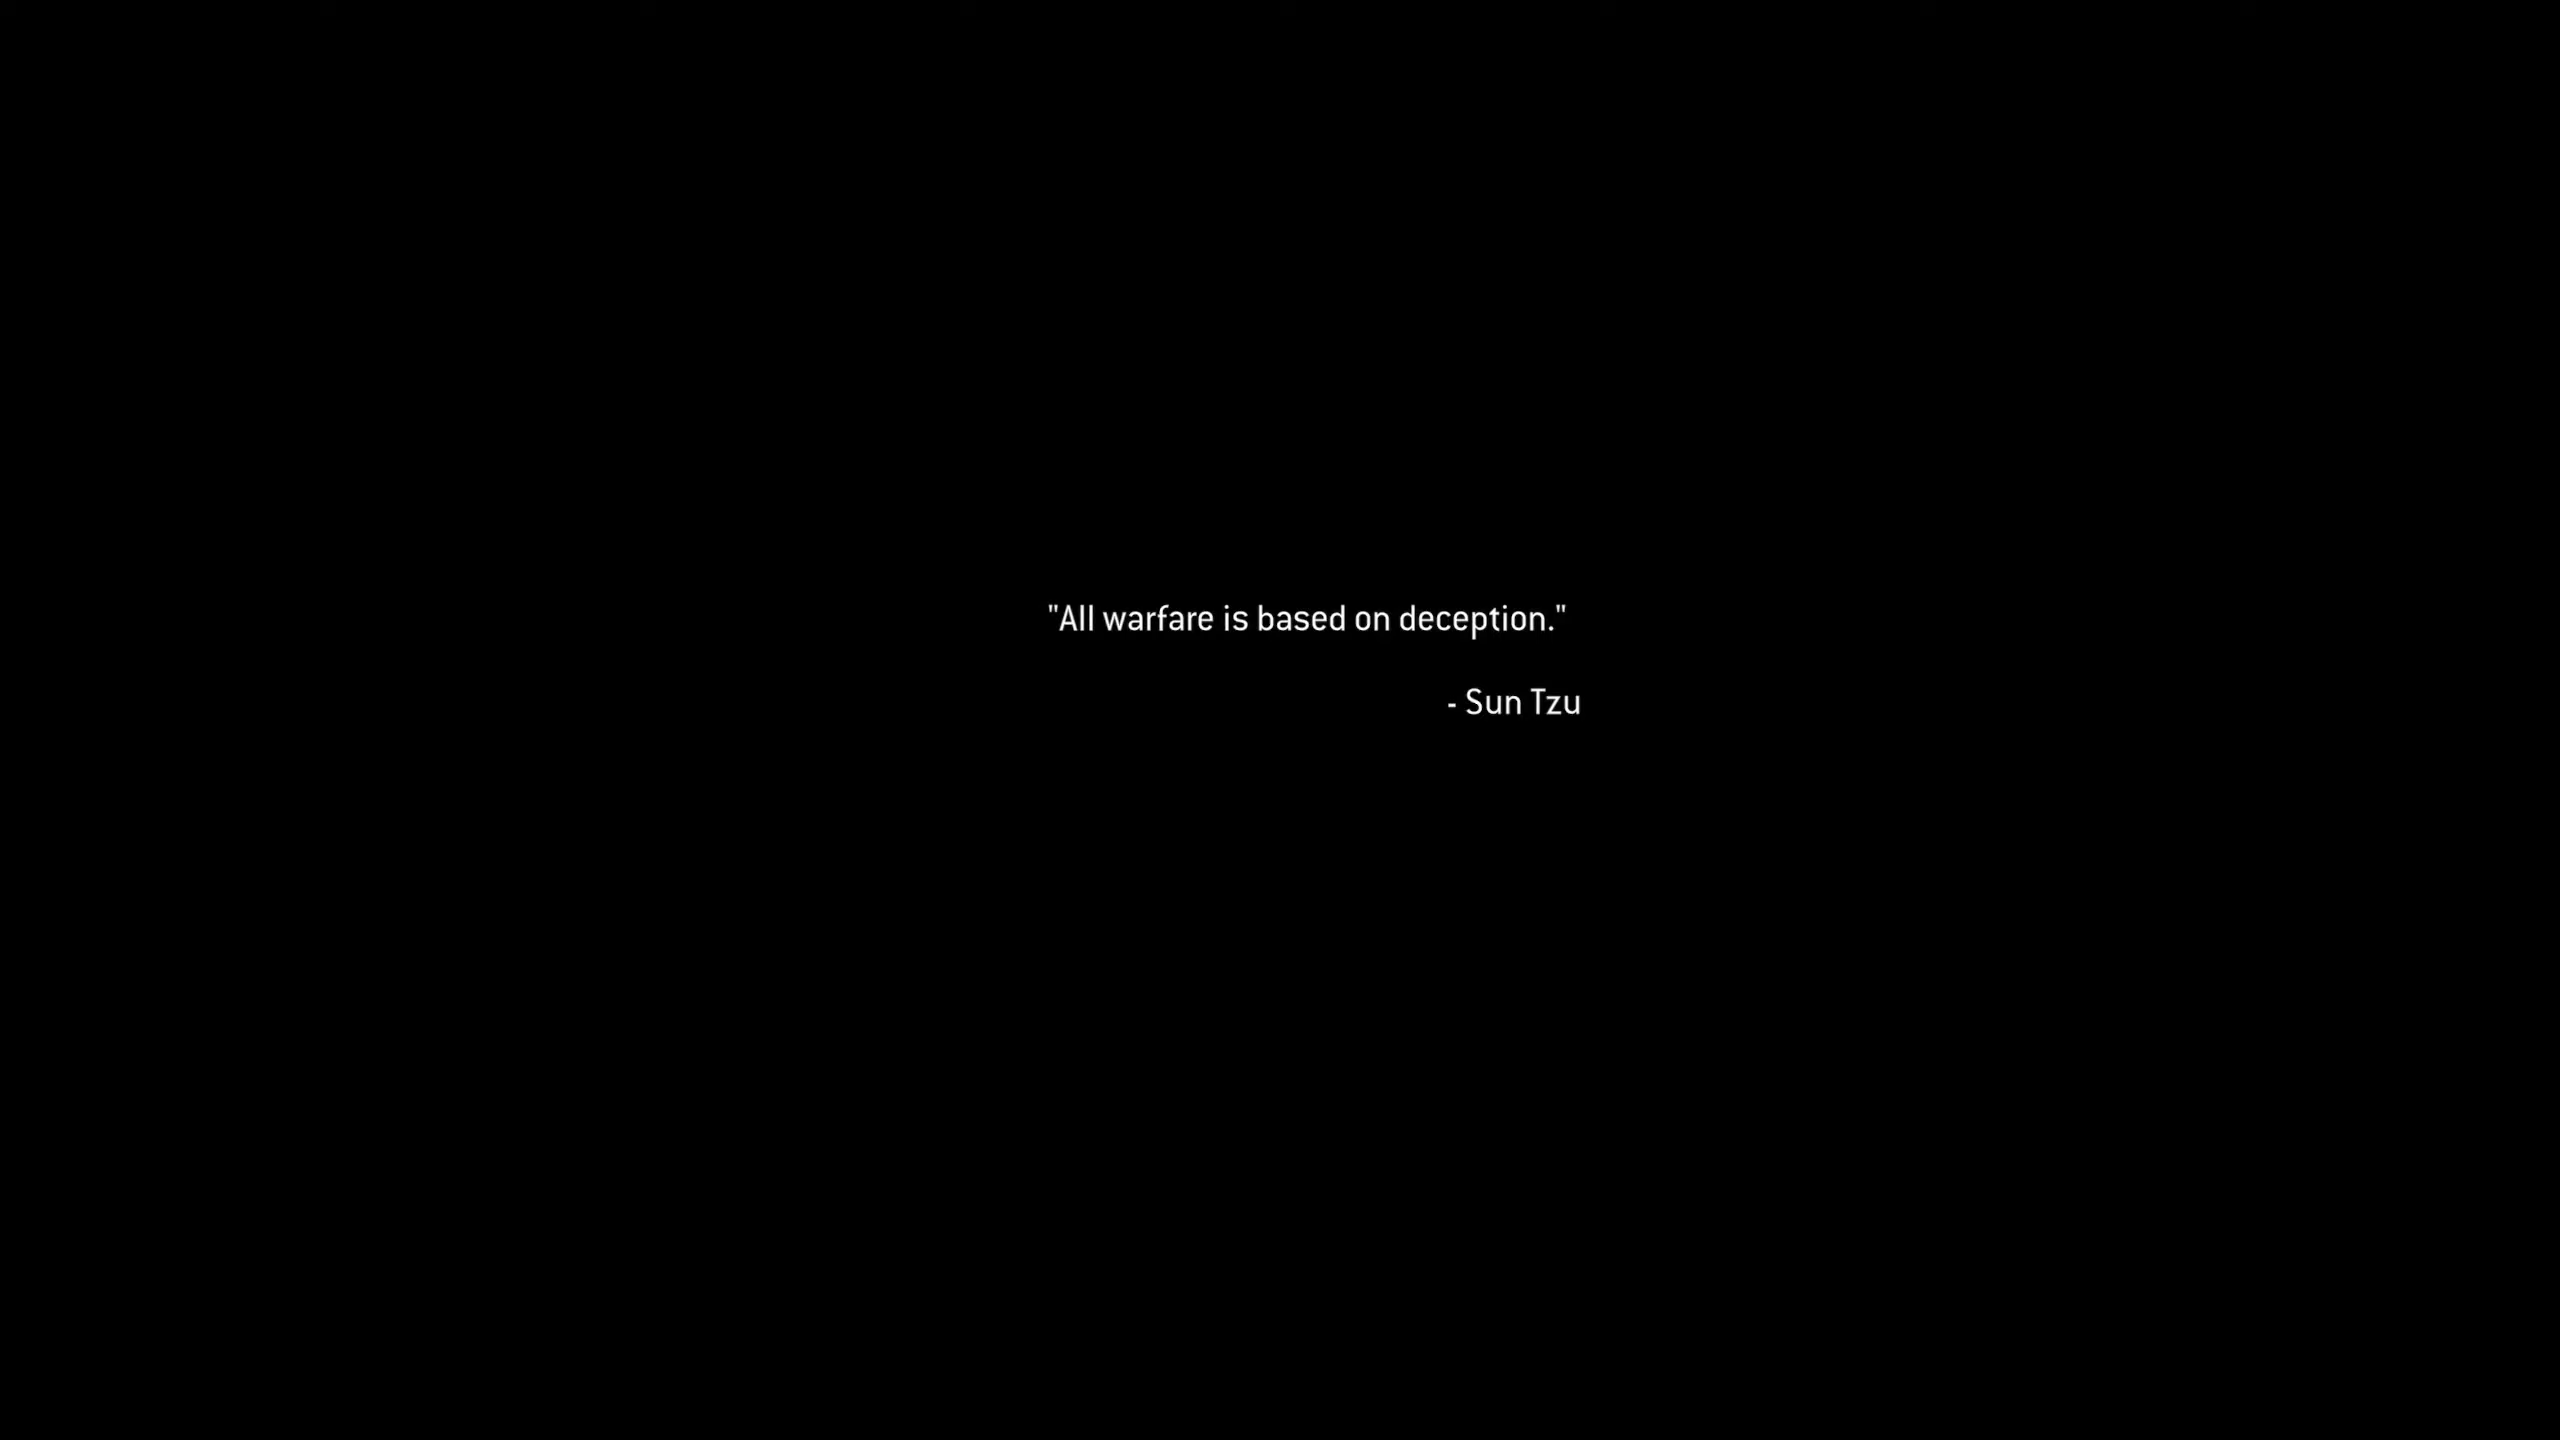 "All warfare is based on deception."
- Sun Tzu